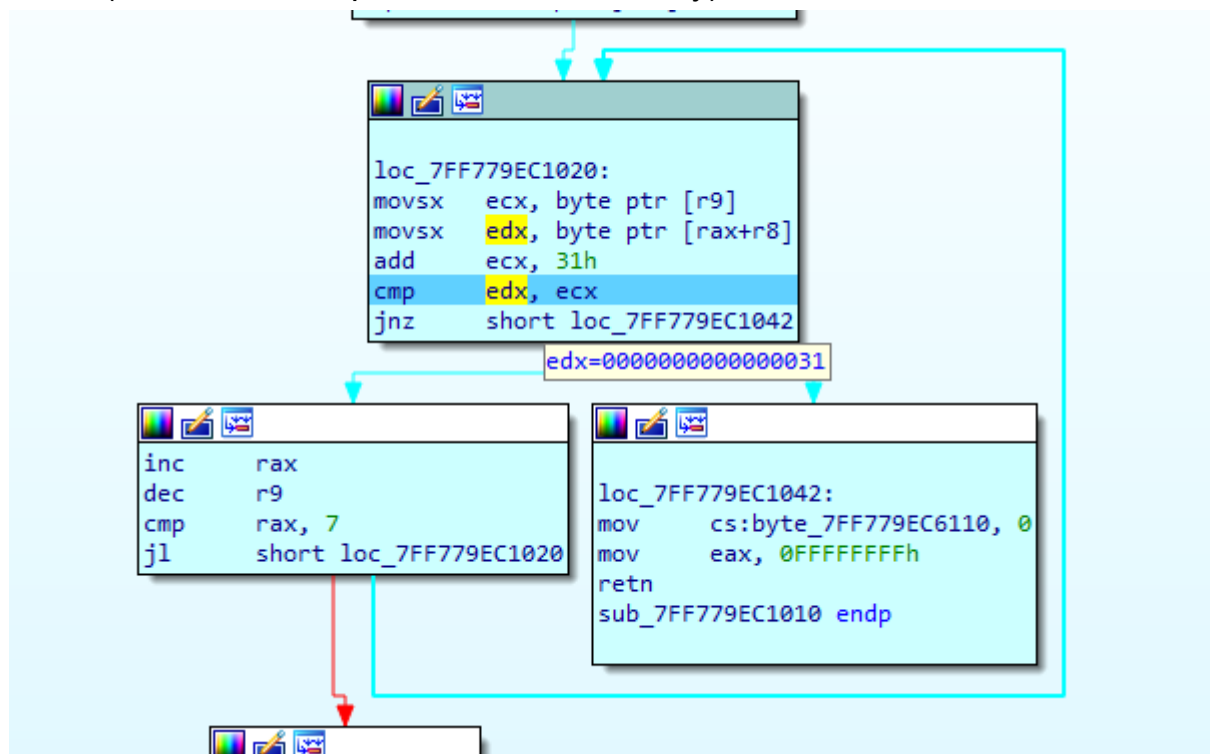 loc_7FF779EC1020:
movsx ecx, byte ptr [r9]
movsx edx, byte ptr [rax+r8]
add ecx, 31h
cmp edx, ecx
jnz short loc_7FF779EC1042
edx=0000000000000031
inc rax
dec r9
cmp rax, 7
jl short loc_7FF779EC1020
loc_7FF779EC1042:
mov cs:byte_7FF779EC6110, 0
mov eax, 0FFFFFFFFh
retn
sub_7FF779EC1010 endp